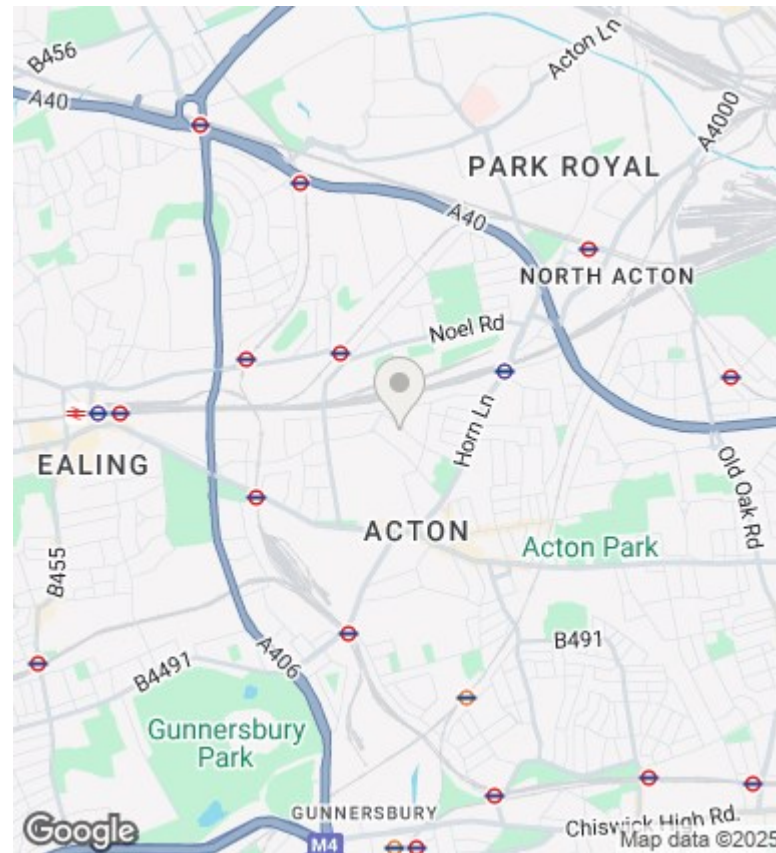 B456
Acton Ln
A40
A4000
PARK ROYAL
A40
NORTH ACTON
Noel Rd
Horn Ln
EALING
Old Oak Rd
ACTON
Acton Park
B455
B491
A406
B4491
Gunnersbury
Park
GUNNERSBURY
Chiswick High Rd.
Google
M4
Map data ©2025